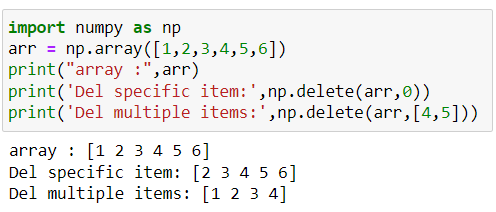 import numpy as np
arr = np.array([1,2,3,4,5,6])
print("array :",arr)
print('Del specific item:',np.delete(arr,0))
print('Del multiple items:',np.delete(arr,[4,5]))
array : [1 2 3 4 5 6]
Del specific item: [2 3 4 5 6]
Del multiple items: [1 2 3 4]